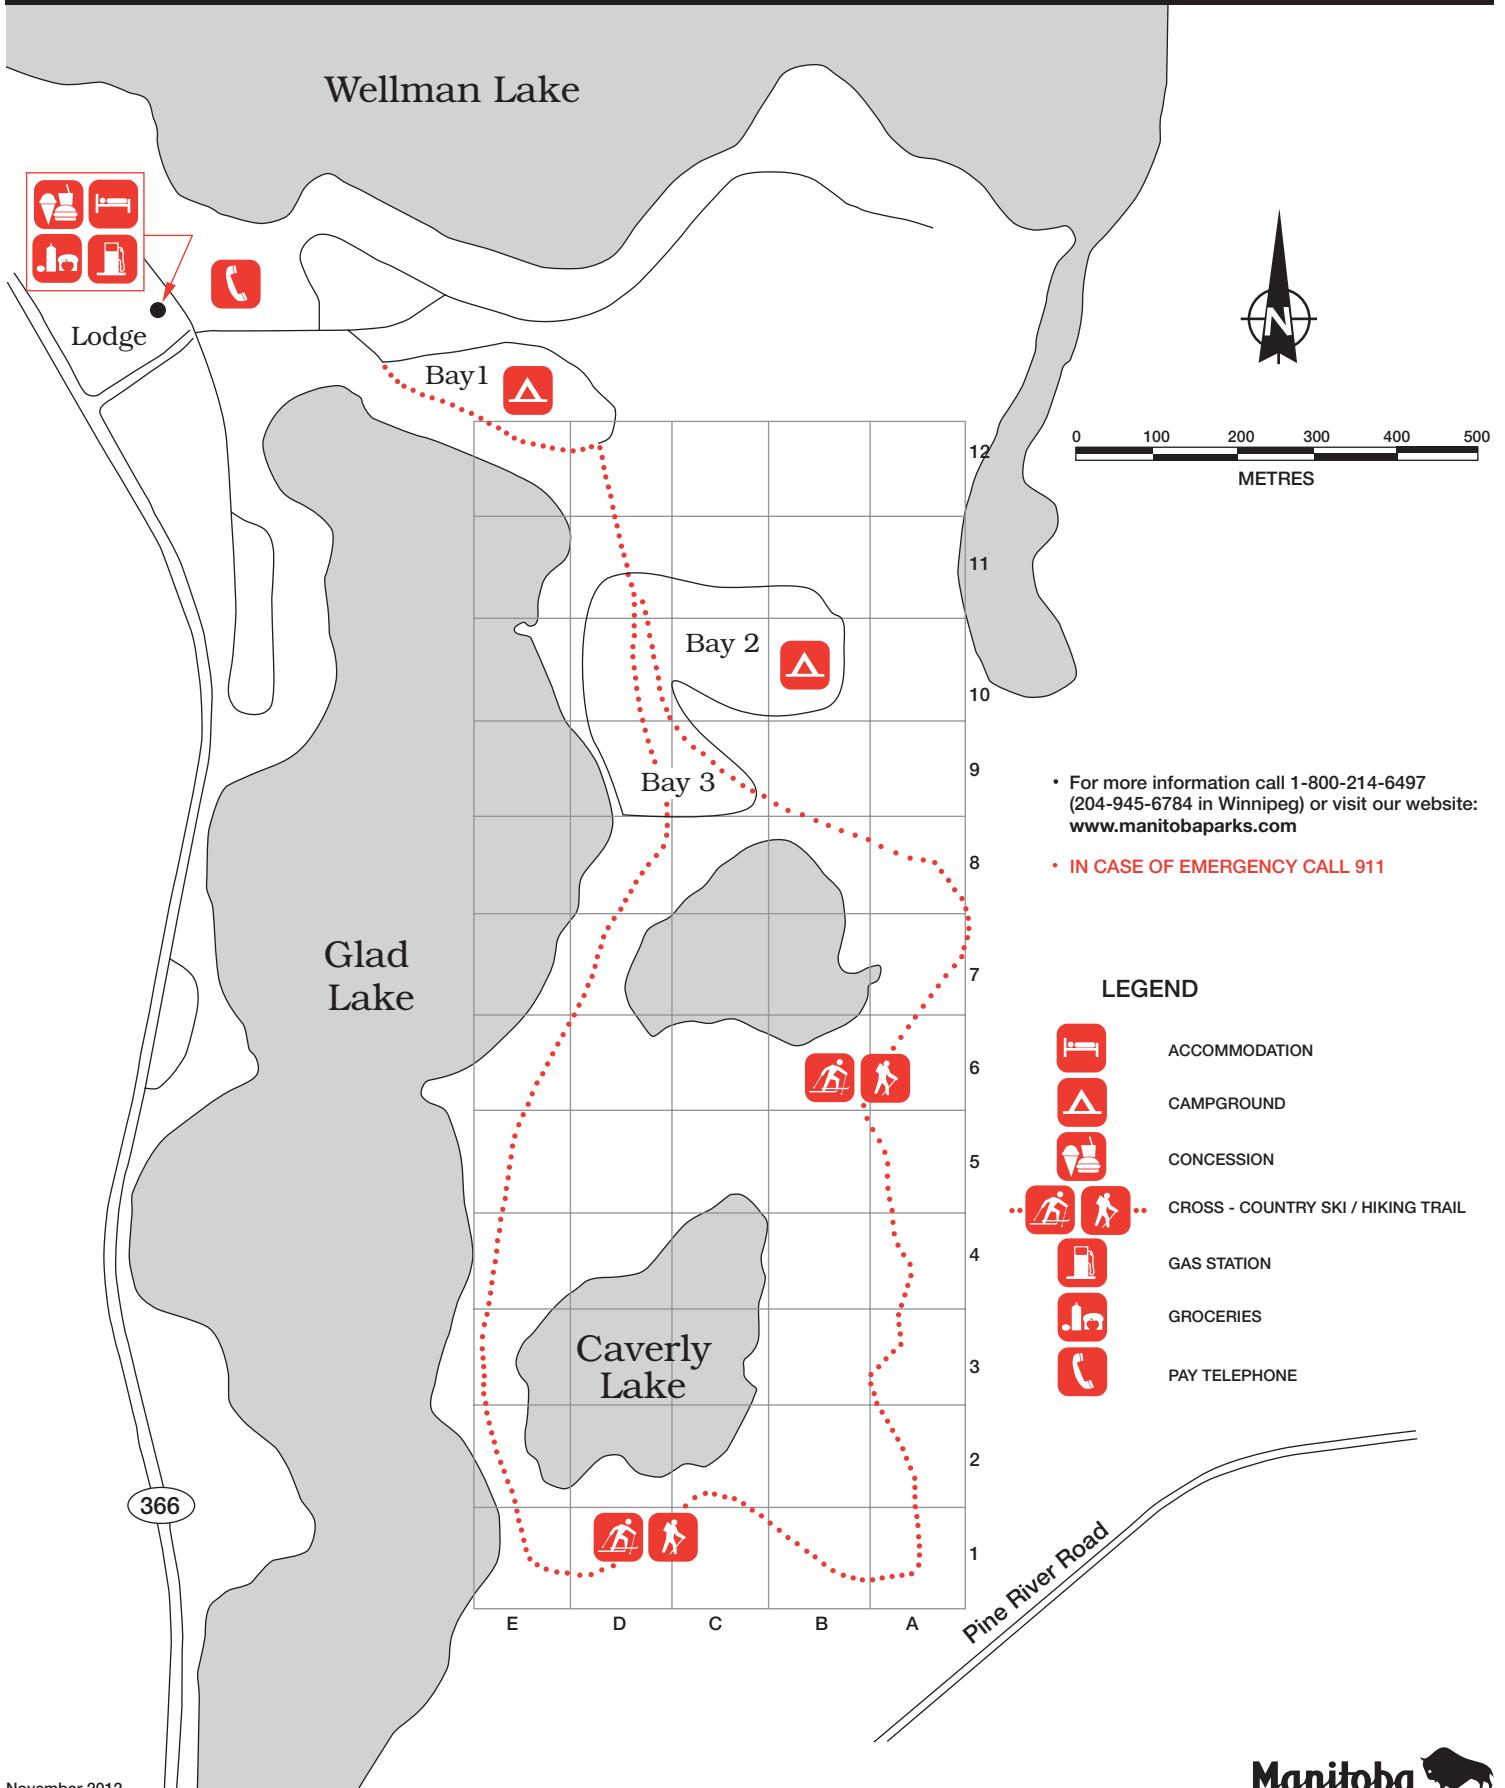 Wellman Lake
Lodge
Bay1
N
0 100 200 300 400 500
METRES
12
11
Bay 2
10
9
Bay 3
• For more information call 1-800-214-6497
(204-945-6784 in Winnipeg) or visit our website:
www.manitobaparks.com
• IN CASE OF EMERGENCY CALL 911
8
Glad
Lake
7
LEGEND
6
ACCOMMODATION
CAMPGROUND
5
CONCESSION
CROSS - COUNTRY SKI / HIKING TRAIL
4
GAS STATION
GROCERIES
Caverly
Lake
3
PAY TELEPHONE
2
366
1
Pine River Road
E D C B A
November 2012
Manitoba